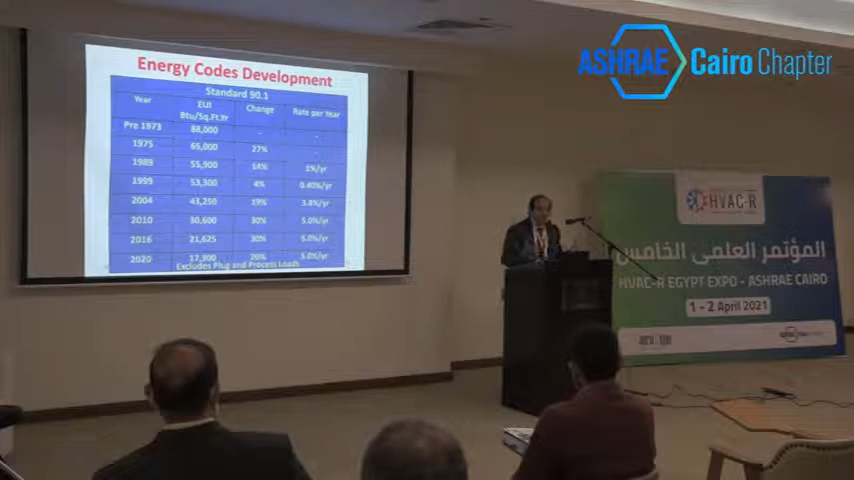 ASHRAE Cairo Chapter
Energy Codes Development
Standard 90.1
Year EUI Btu/Sq.Ft.Yr Change Rate per Year
Pre 1973 88,000 - -
1975 65,000 27% -
1989 55,900 14% 1%/yr
1999 53,300 4% 0.40%/yr
2004 43,250 19% 3.8%/yr
2010 30,600 30% 5.0%/yr
2016 21,625 30% 5.0%/yr
2020 17,300 20% 5.0%/yr
Excludes Plug and Process Loads
HVAC-R
المؤتمر العلمى الخامس
HVAC-R EGYPT EXPO - ASHRAE CAIRO
1 - 2 April 2021